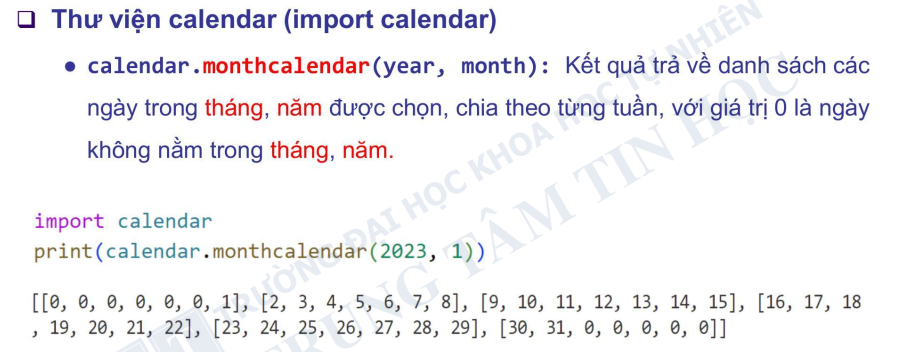 Thư viện calendar (import calendar)
calendar.monthcalendar(year, month): Kết quả trả về danh sách các
ngày trong tháng, năm được chọn, chia theo từng tuần, với giá trị 0 là ngày
không nằm trong tháng, năm.
import calendar
print(calendar.monthcalendar(2023, 1))
[[0, 0, 0, 0, 0, 0, 1], [2, 3, 4, 5, 6, 7, 8], [9, 10, 11, 12, 13, 14, 15], [16, 17, 18
, 19, 20, 21, 22], [23, 24, 25, 26, 27, 28, 29], [30, 31, 0, 0, 0, 0, 0]]
TRƯỜNG ĐẠI HỌC KHOA HỌC TỰ NHIÊN
TRUNG TÂM TIN HỌC